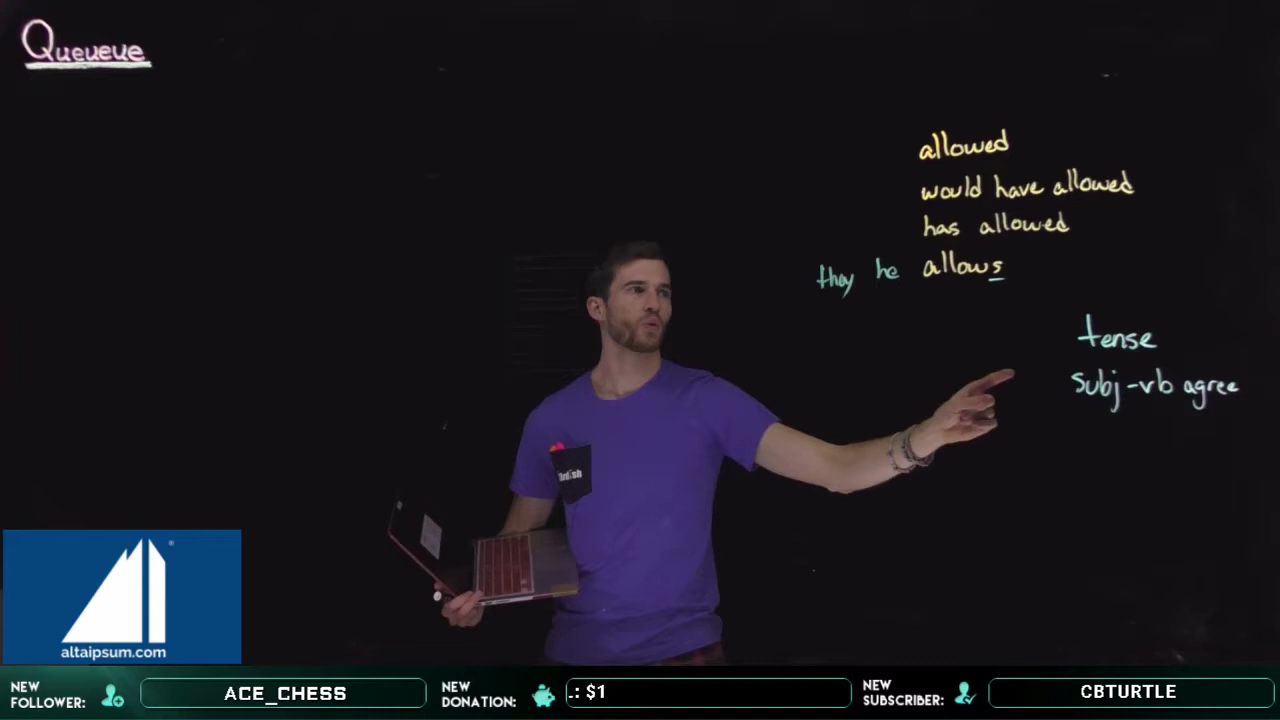 Queueue
allowed
would have allowed
has allowed
they he allows
tense
subj-vb agree
altaipsum.com
NEW FOLLOWER: ACE_CHESS
NEW DONATION: .: $1
NEW SUBSCRIBER: CBTURTLE